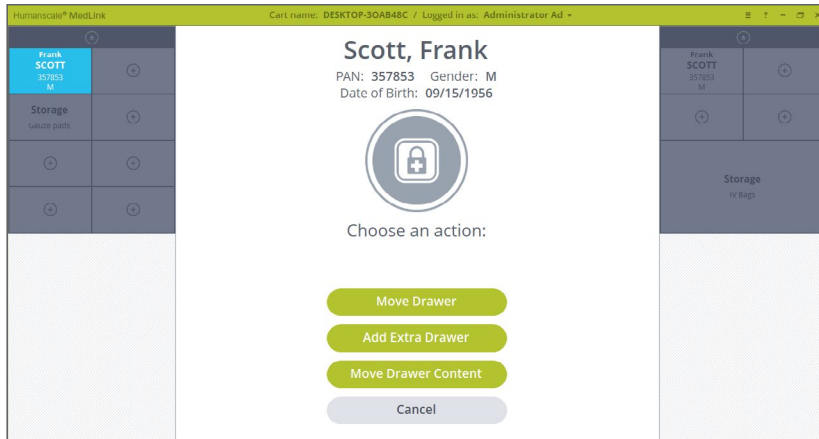 Humanscale® MedLink
Cart name: DESKTOP-3OAB48C / Logged in as: Administrator Ad
Frank
SCOTT
357853
M
Storage
Gauze pads
Scott, Frank
PAN: 357853 Gender: M
Date of Birth: 09/15/1956
Choose an action:
Move Drawer
Add Extra Drawer
Move Drawer Content
Cancel
Frank
SCOTT
357853
M
Storage
IV Bags